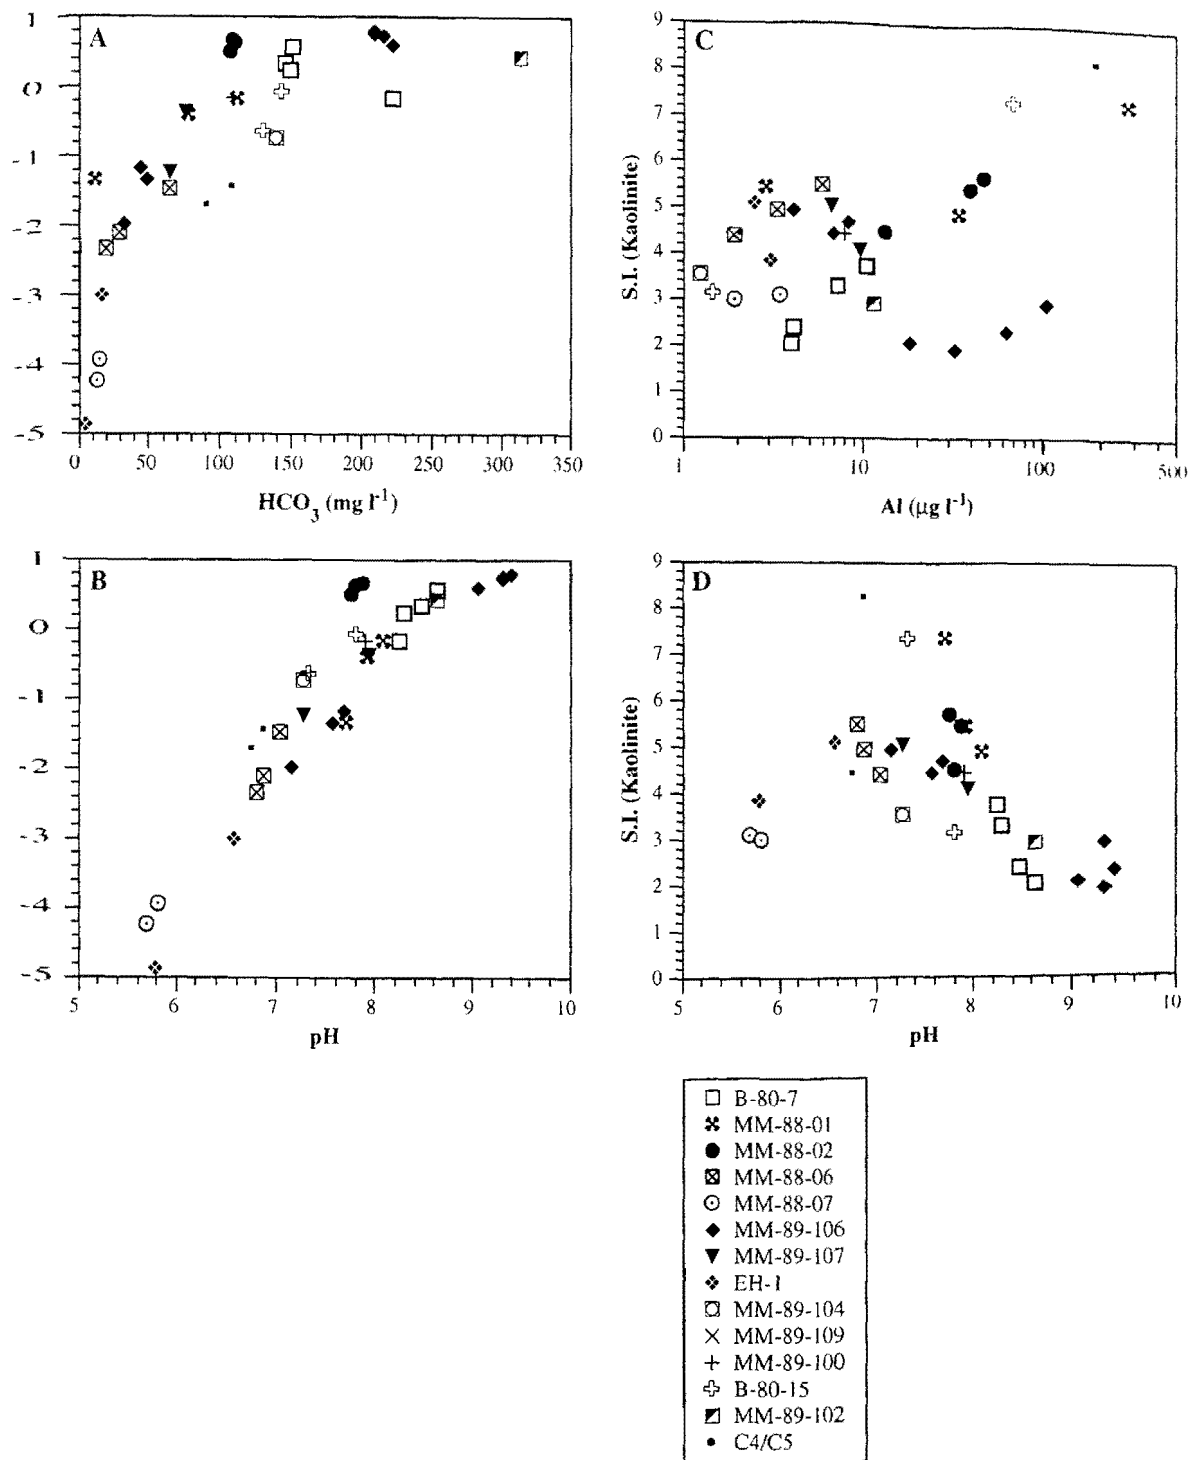 A
1
0
-1
-2
-3
-4
-5
0 50 100 150 200 250 300 350
HCO3 (mg l-1)
C
9
8
7
6
5
4
3
2
1
0
S.I. (Kaolinite)
1 10 100 500
Al (μg l-1)
B
1
0
-1
-2
-3
-4
-5
5 6 7 8 9 10
pH
D
9
8
7
6
5
4
3
2
1
0
S.I. (Kaolinite)
5 6 7 8 9 10
pH
B-80-7
MM-88-01
MM-88-02
MM-88-06
MM-88-07
MM-89-106
MM-89-107
EH-1
MM-89-104
MM-89-109
MM-89-100
B-80-15
MM-89-102
C4/C5